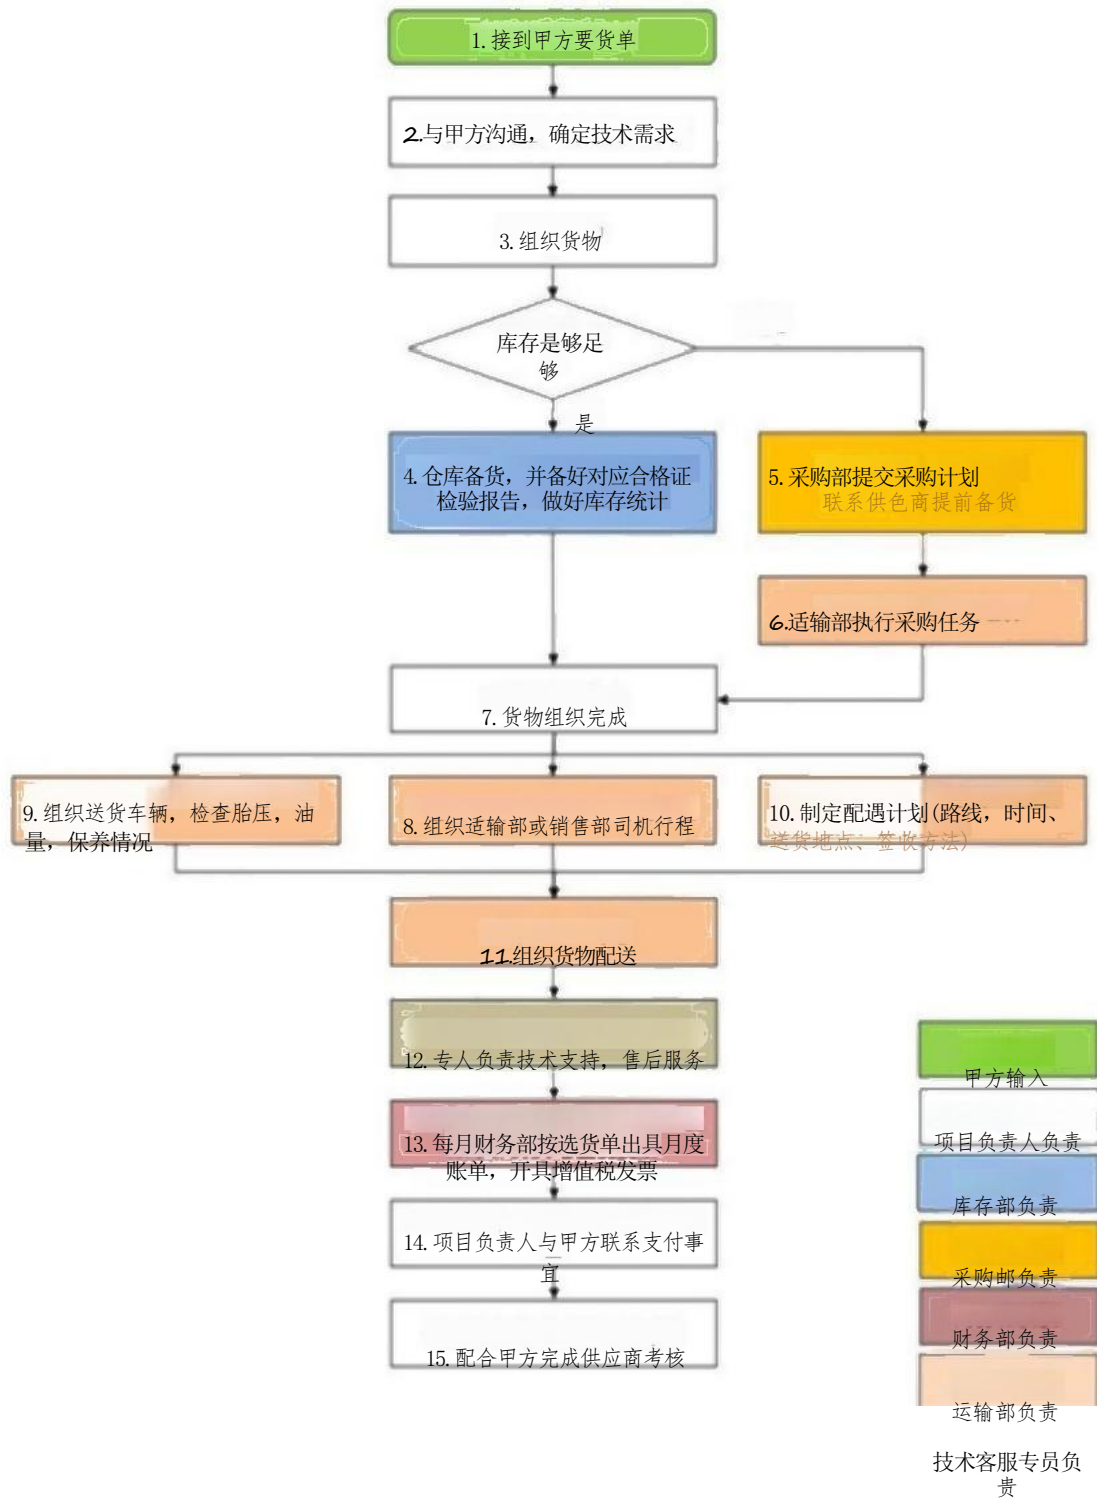 1.接到甲方要货单
2.与甲方沟通，确定技术需求
3.组织货物
库存是够足
够
是
4.仓库备货，并备好对应合格证
检验报告，做好库存统计
5.采购部提交采购计划
联系供色商提前备货
6.适输部执行采购任务
7.货物组织完成
9.组织送货车辆，检查胎压，油
量，保养情况
8.组织适输部或销售部司机行程
10.制定配遇计划(路线，时间、
送货地点、签收方法)
11.组织货物配送
12.专人负责技术支持，售后服务
13.每月财务部按选货单出具月度
账单，开具增值税发票
14.项目负责人与甲方联系支付事
宜
15.配合甲方完成供应商考核
甲方输入
项目负责人负责
库存部负责
采购邮负责
财务部负责
运输部负责
技术客服专员负
贵